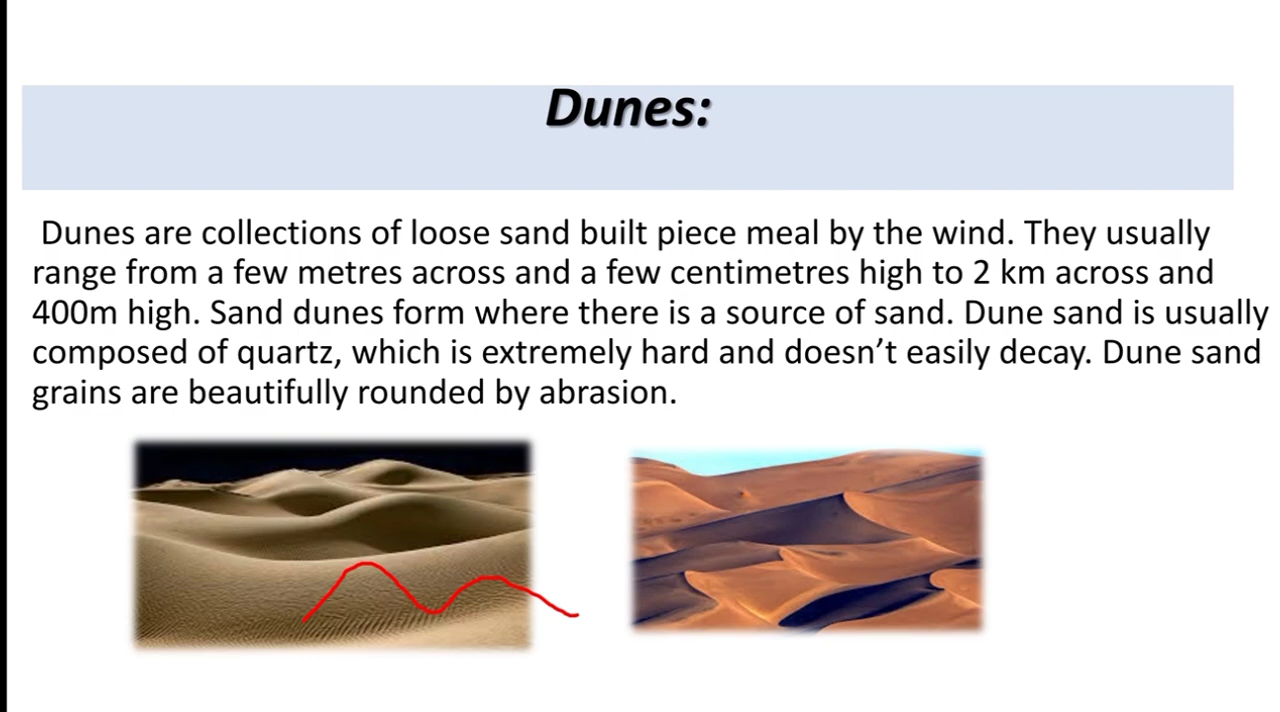 Dunes:
Dunes are collections of loose sand built piece meal by the wind. They usually
range from a few metres across and a few centimetres high to 2 km across and
400m high. Sand dunes form where there is a source of sand. Dune sand is usually
composed of quartz, which is extremely hard and doesn’t easily decay. Dune sand
grains are beautifully rounded by abrasion.